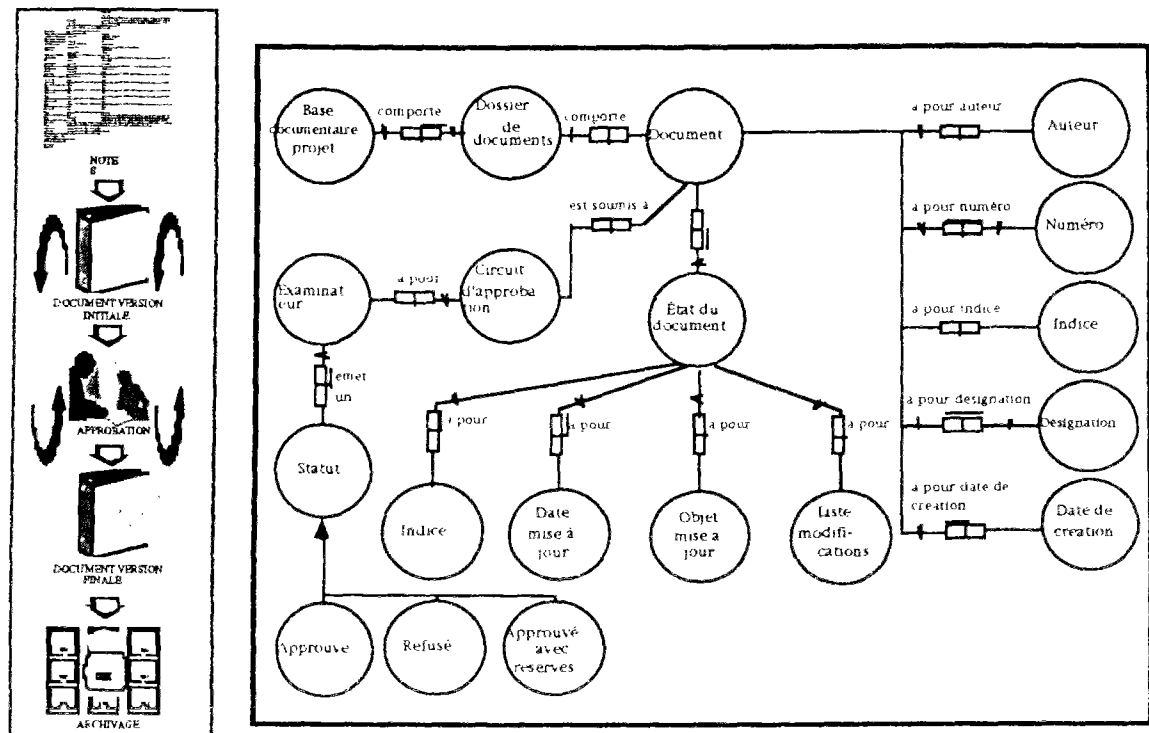 NOTE
S
DOCUMENT VERSION
INITIALE
APPROBATION
DOCUMENT VERSION
FINALE
ARCHIVAGE
Base
documentaire
projet
comporte
Dossier
de
documents
comporte
Document
a pour auteur
Auteur
a pour numéro
Numéro
a pour indice
Indice
a pour désignation
Désignation
a pour date de
creation
Date de
creation
est soumis à
Examinat
eur
a pour
Circuit
d'approba
tion
État du
document
emet
un
Statut
a pour
a pour
a pour
a pour
Indice
Date
mise à
jour
Objet
mise a
jour
Liste
modifi-
cations
Approuve
Refusé
Approuvé
avec
reserves